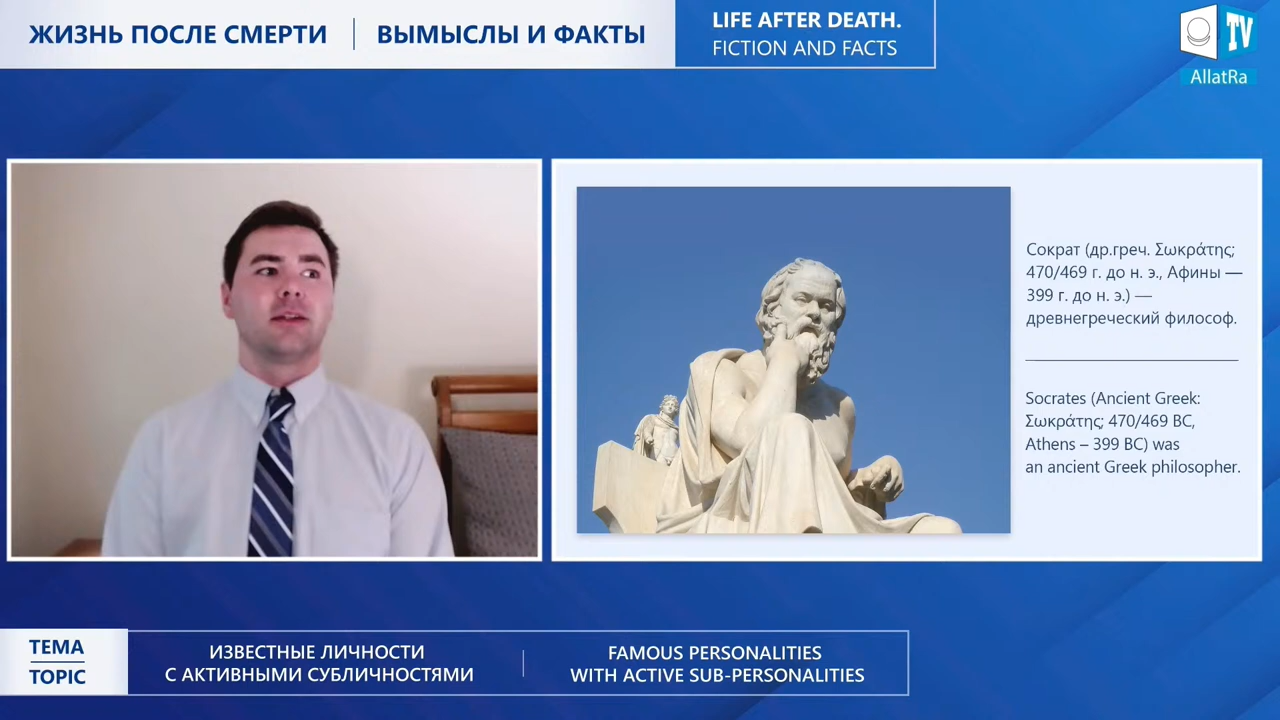 ЖИЗНЬ ПОСЛЕ СМЕРТИ
ВЫМЫСЛЫ И ФАКТЫ
LIFE AFTER DEATH.
FICTION AND FACTS
TV
AllatRa
Сократ (др.греч. Σωκράτης;
470/469 г. до н. э., Афины —
399 г. до н. э.) —
древнегреческий философ.
Socrates (Ancient Greek:
Σωκράτης; 470/469 BC,
Athens – 399 BC) was
an ancient Greek philosopher.
ТЕМА
TOPIC
ИЗВЕСТНЫЕ ЛИЧНОСТИ
С АКТИВНЫМИ СУБЛИЧНОСТЯМИ
FAMOUS PERSONALITIES
WITH ACTIVE SUB-PERSONALITIES